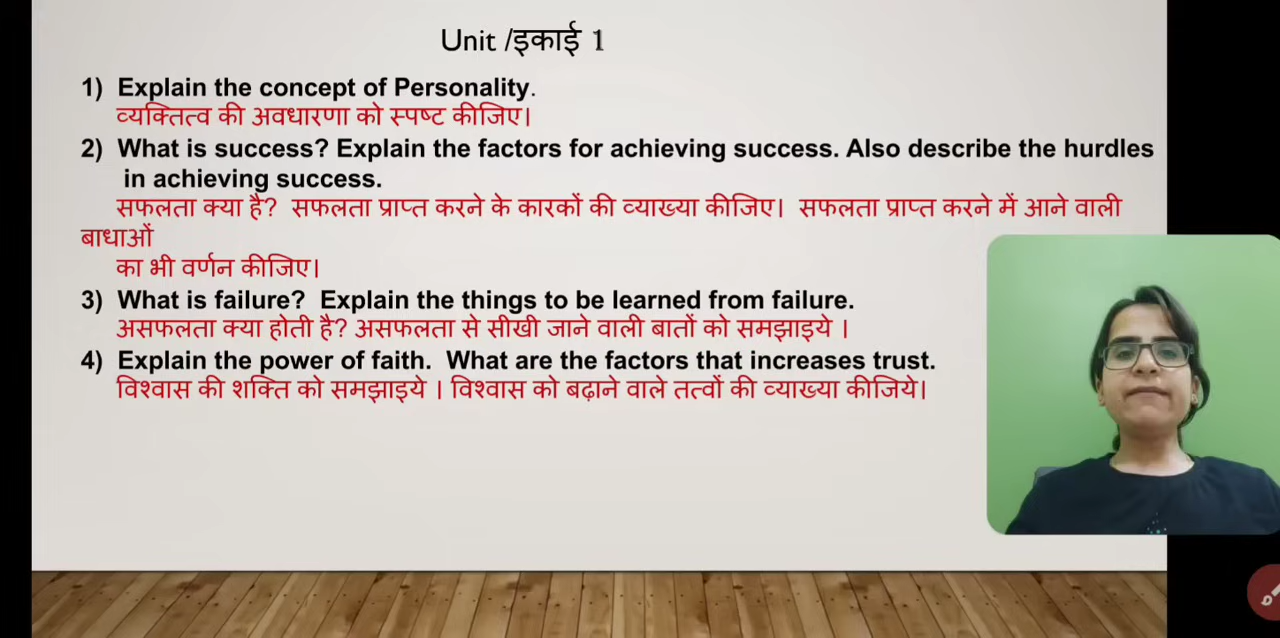 Unit /इकाई 1
1) Explain the concept of Personality.
व्यक्तित्व की अवधारणा को स्पष्ट कीजिए।
2) What is success? Explain the factors for achieving success. Also describe the hurdles
in achieving success.
सफलता क्या है? सफलता प्राप्त करने के कारकों की व्याख्या कीजिए। सफलता प्राप्त करने में आने वाली
बाधाओं
का भी वर्णन कीजिए।
3) What is failure? Explain the things to be learned from failure.
असफलता क्या होती है? असफलता से सीखी जाने वाली बातों को समझाइये ।
4) Explain the power of faith. What are the factors that increases trust.
विश्वास की शक्ति को समझाइये । विश्वास को बढ़ाने वाले तत्वों की व्याख्या कीजिये।